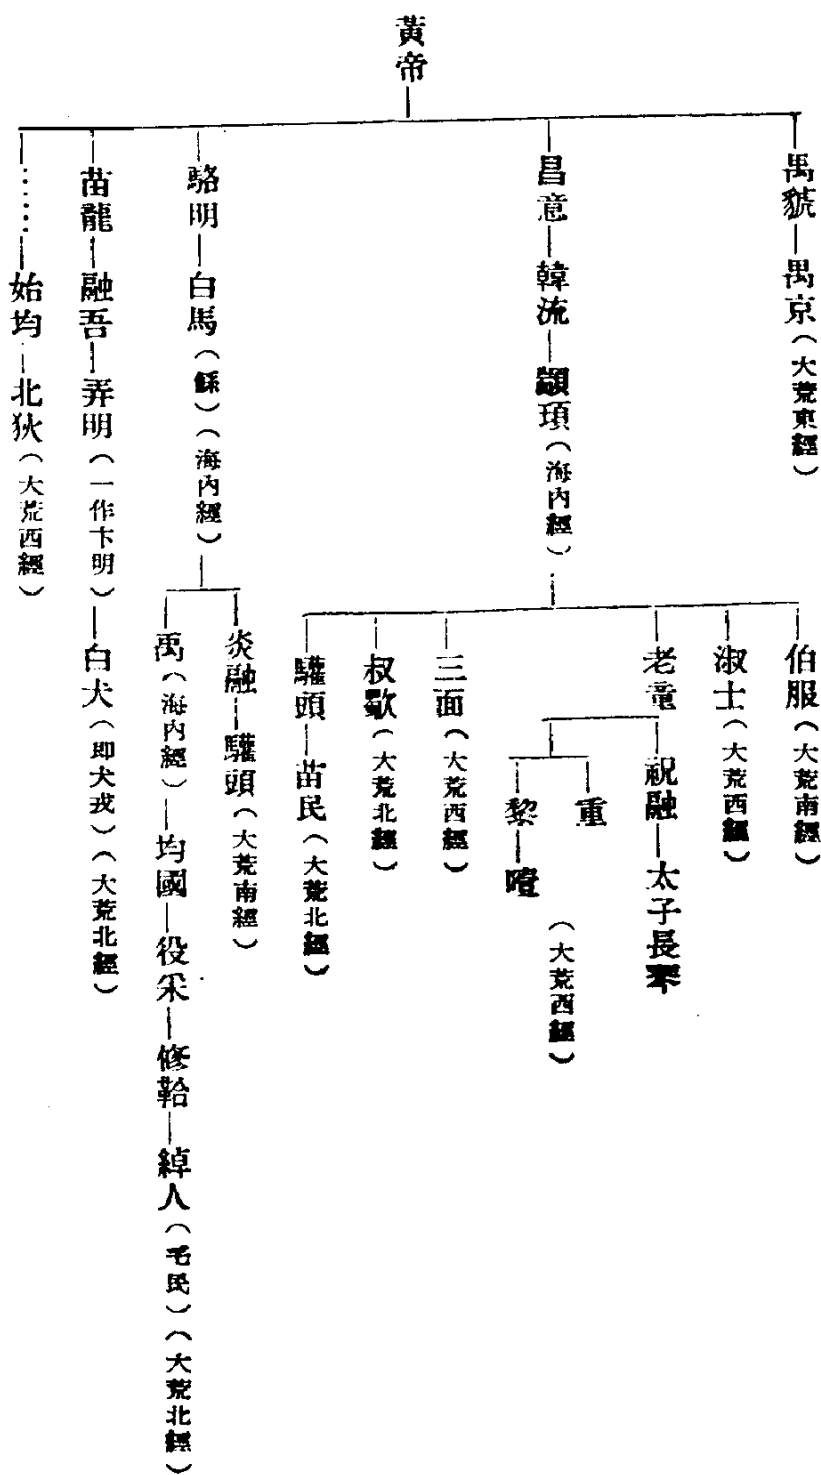 黃帝
禺䝞
禺京(大荒東經)
昌意
韓流
顓頊(海內經)
伯服(大荒南經)
淑士(大荒西經)
老童
祝融
太子長琴
重
黎
噎
(大荒西經)
三面(大荒西經)
叔歜(大荒北經)
驩頭
苗民(大荒北經)
駱明
白馬(鯀)(海內經)
炎融
驩頭(大荒南經)
禹(海內經)
均國
役釆
修鞈
綽人(毛民)(大荒北經)
苗龍
融吾
弄明(一作卞明)
白犬(即犬戎)(大荒北經)
……
始均
北狄(大荒西經)